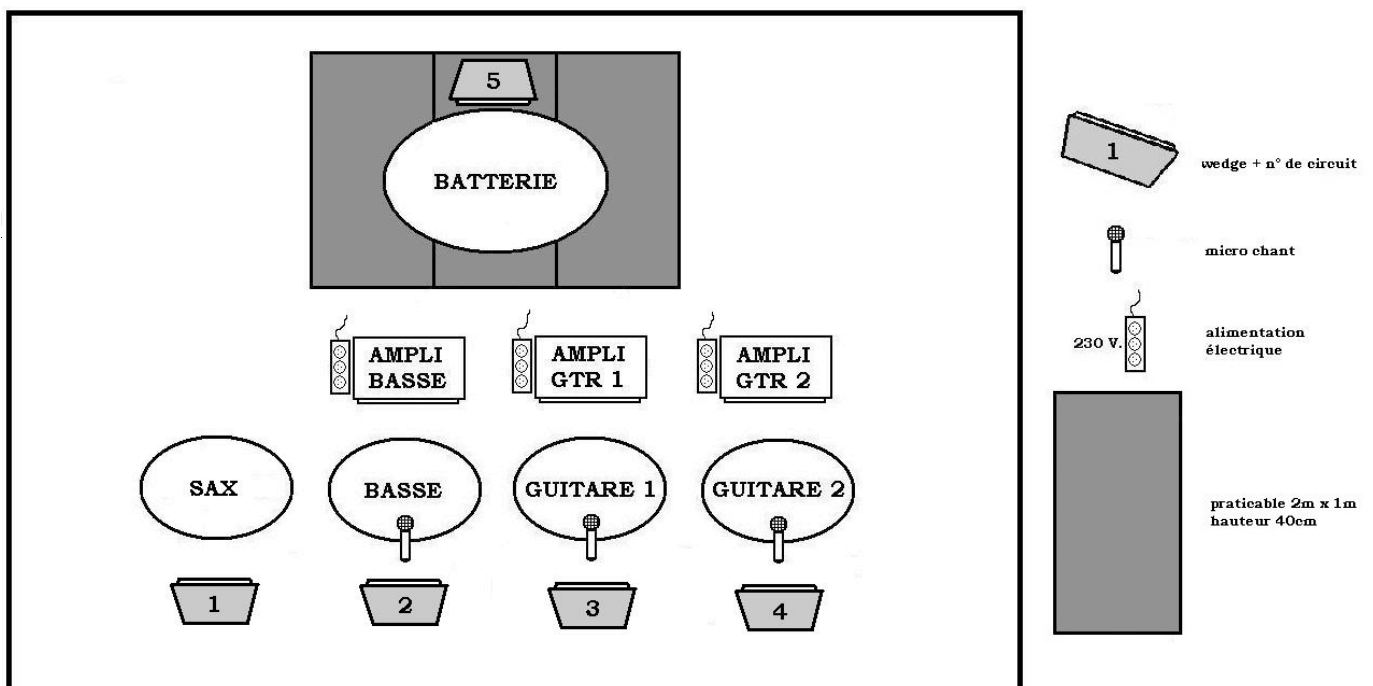 5
BATTERIE
AMPLI
BASSE
AMPLI
GTR 1
AMPLI
GTR 2
SAX
BASSE
GUITARE 1
GUITARE 2
1
2
3
4
1
wedge + n° de circuit
micro chant
230 V.
alimentation
électrique
praticable 2m x 1m
hauteur 40cm